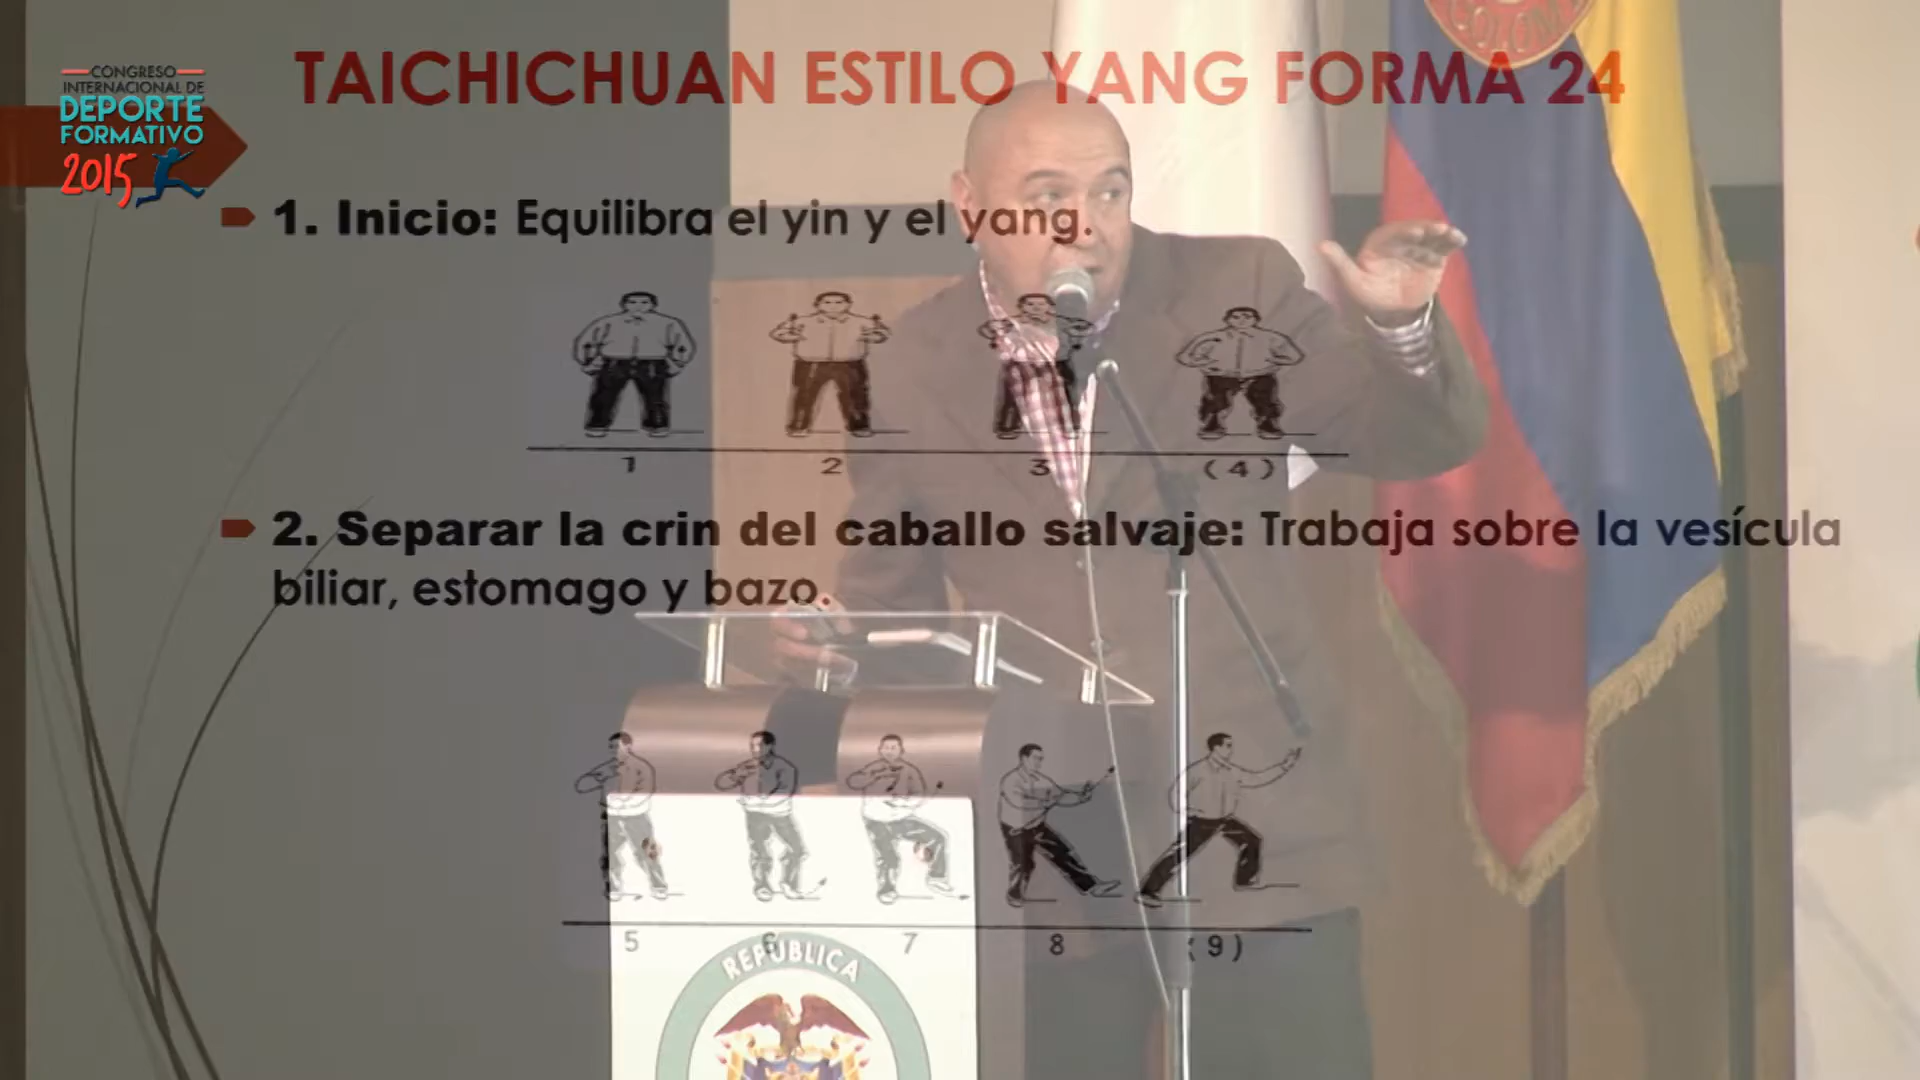 CONGRESO
INTERNACIONAL DE
DEPORTE
FORMATIVO
2015
TAICHICHUAN ESTILO YANG FORMA 24
COLOM
1. Inicio: Equilibra el yin y el yang.
1 2 3 (4)
2. Separar la crin del caballo salvaje: Trabaja sobre la vesícula
biliar, estomago y bazo.
5 6 7 8 (9)
REPÚBLICA